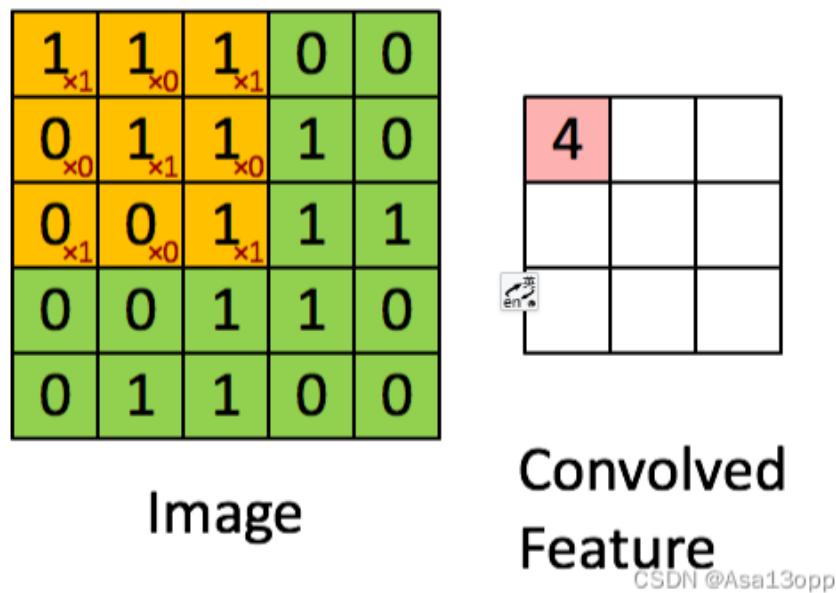 1×1 1×0 1×1 0 0
0×0 1×1 1×0 1 0
0×1 0×0 1×1 1 1
0 0 1 1 0
0 1 1 0 0
Image
4
英
en
Convolved
Feature
CSDN @Asa13opp